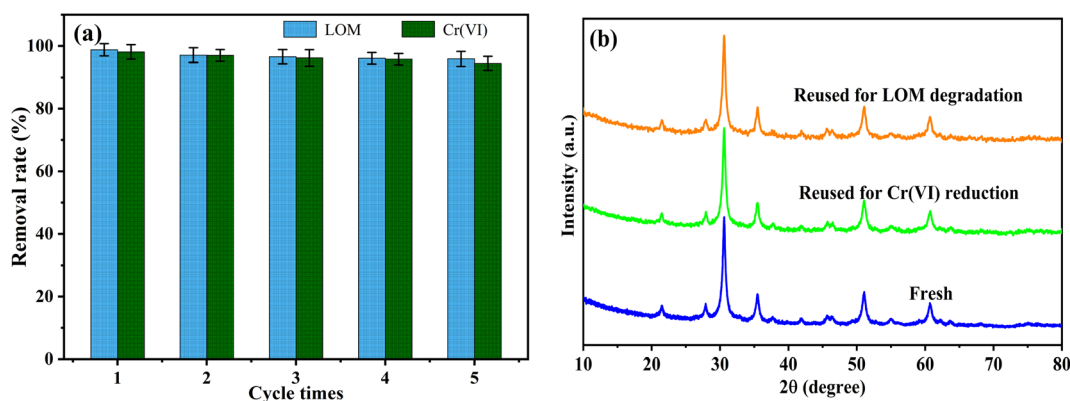 (a)
LOM
Cr(VI)
Removal rate (%)
100
80
60
40
20
0
1
2
3
4
5
Cycle times
(b)
Reused for LOM degradation
Reused for Cr(VI) reduction
Fresh
Intensity (a.u.)
10
20
30
40
50
60
70
80
2θ (degree)